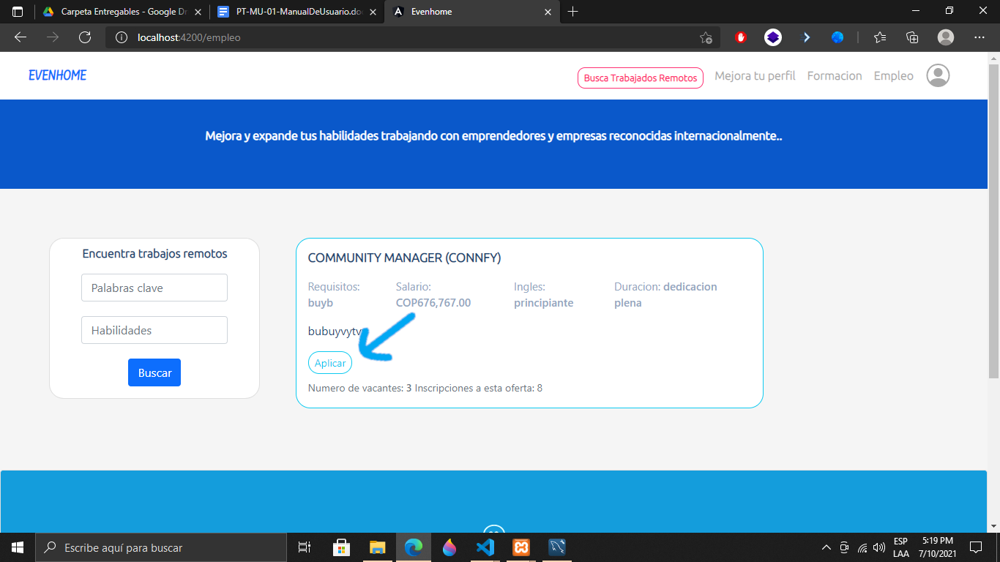 Carpeta Entregables - Google Dr
PT-MU-01-ManualDeUsuario.do
Evenhome
localhost:4200/empleo
EVENHOME
Busca Trabajados Remotos
Mejora tu perfil
Formacion
Empleo
Mejora y expande tus habilidades trabajando con emprendedores y empresas reconocidas internacionalmente..
Encuentra trabajos remotos
Palabras clave
Habilidades
Buscar
COMMUNITY MANAGER (CONNFY)
Requisitos:
buyb
Salario:
COP676,767.00
Ingles:
principiante
Duracion: dedicacion
plena
bubuyvytv
Aplicar
Numero de vacantes: 3 Inscripciones a esta oferta: 8
Escribe aquí para buscar
ESP
LAA
5:19 PM
7/10/2021